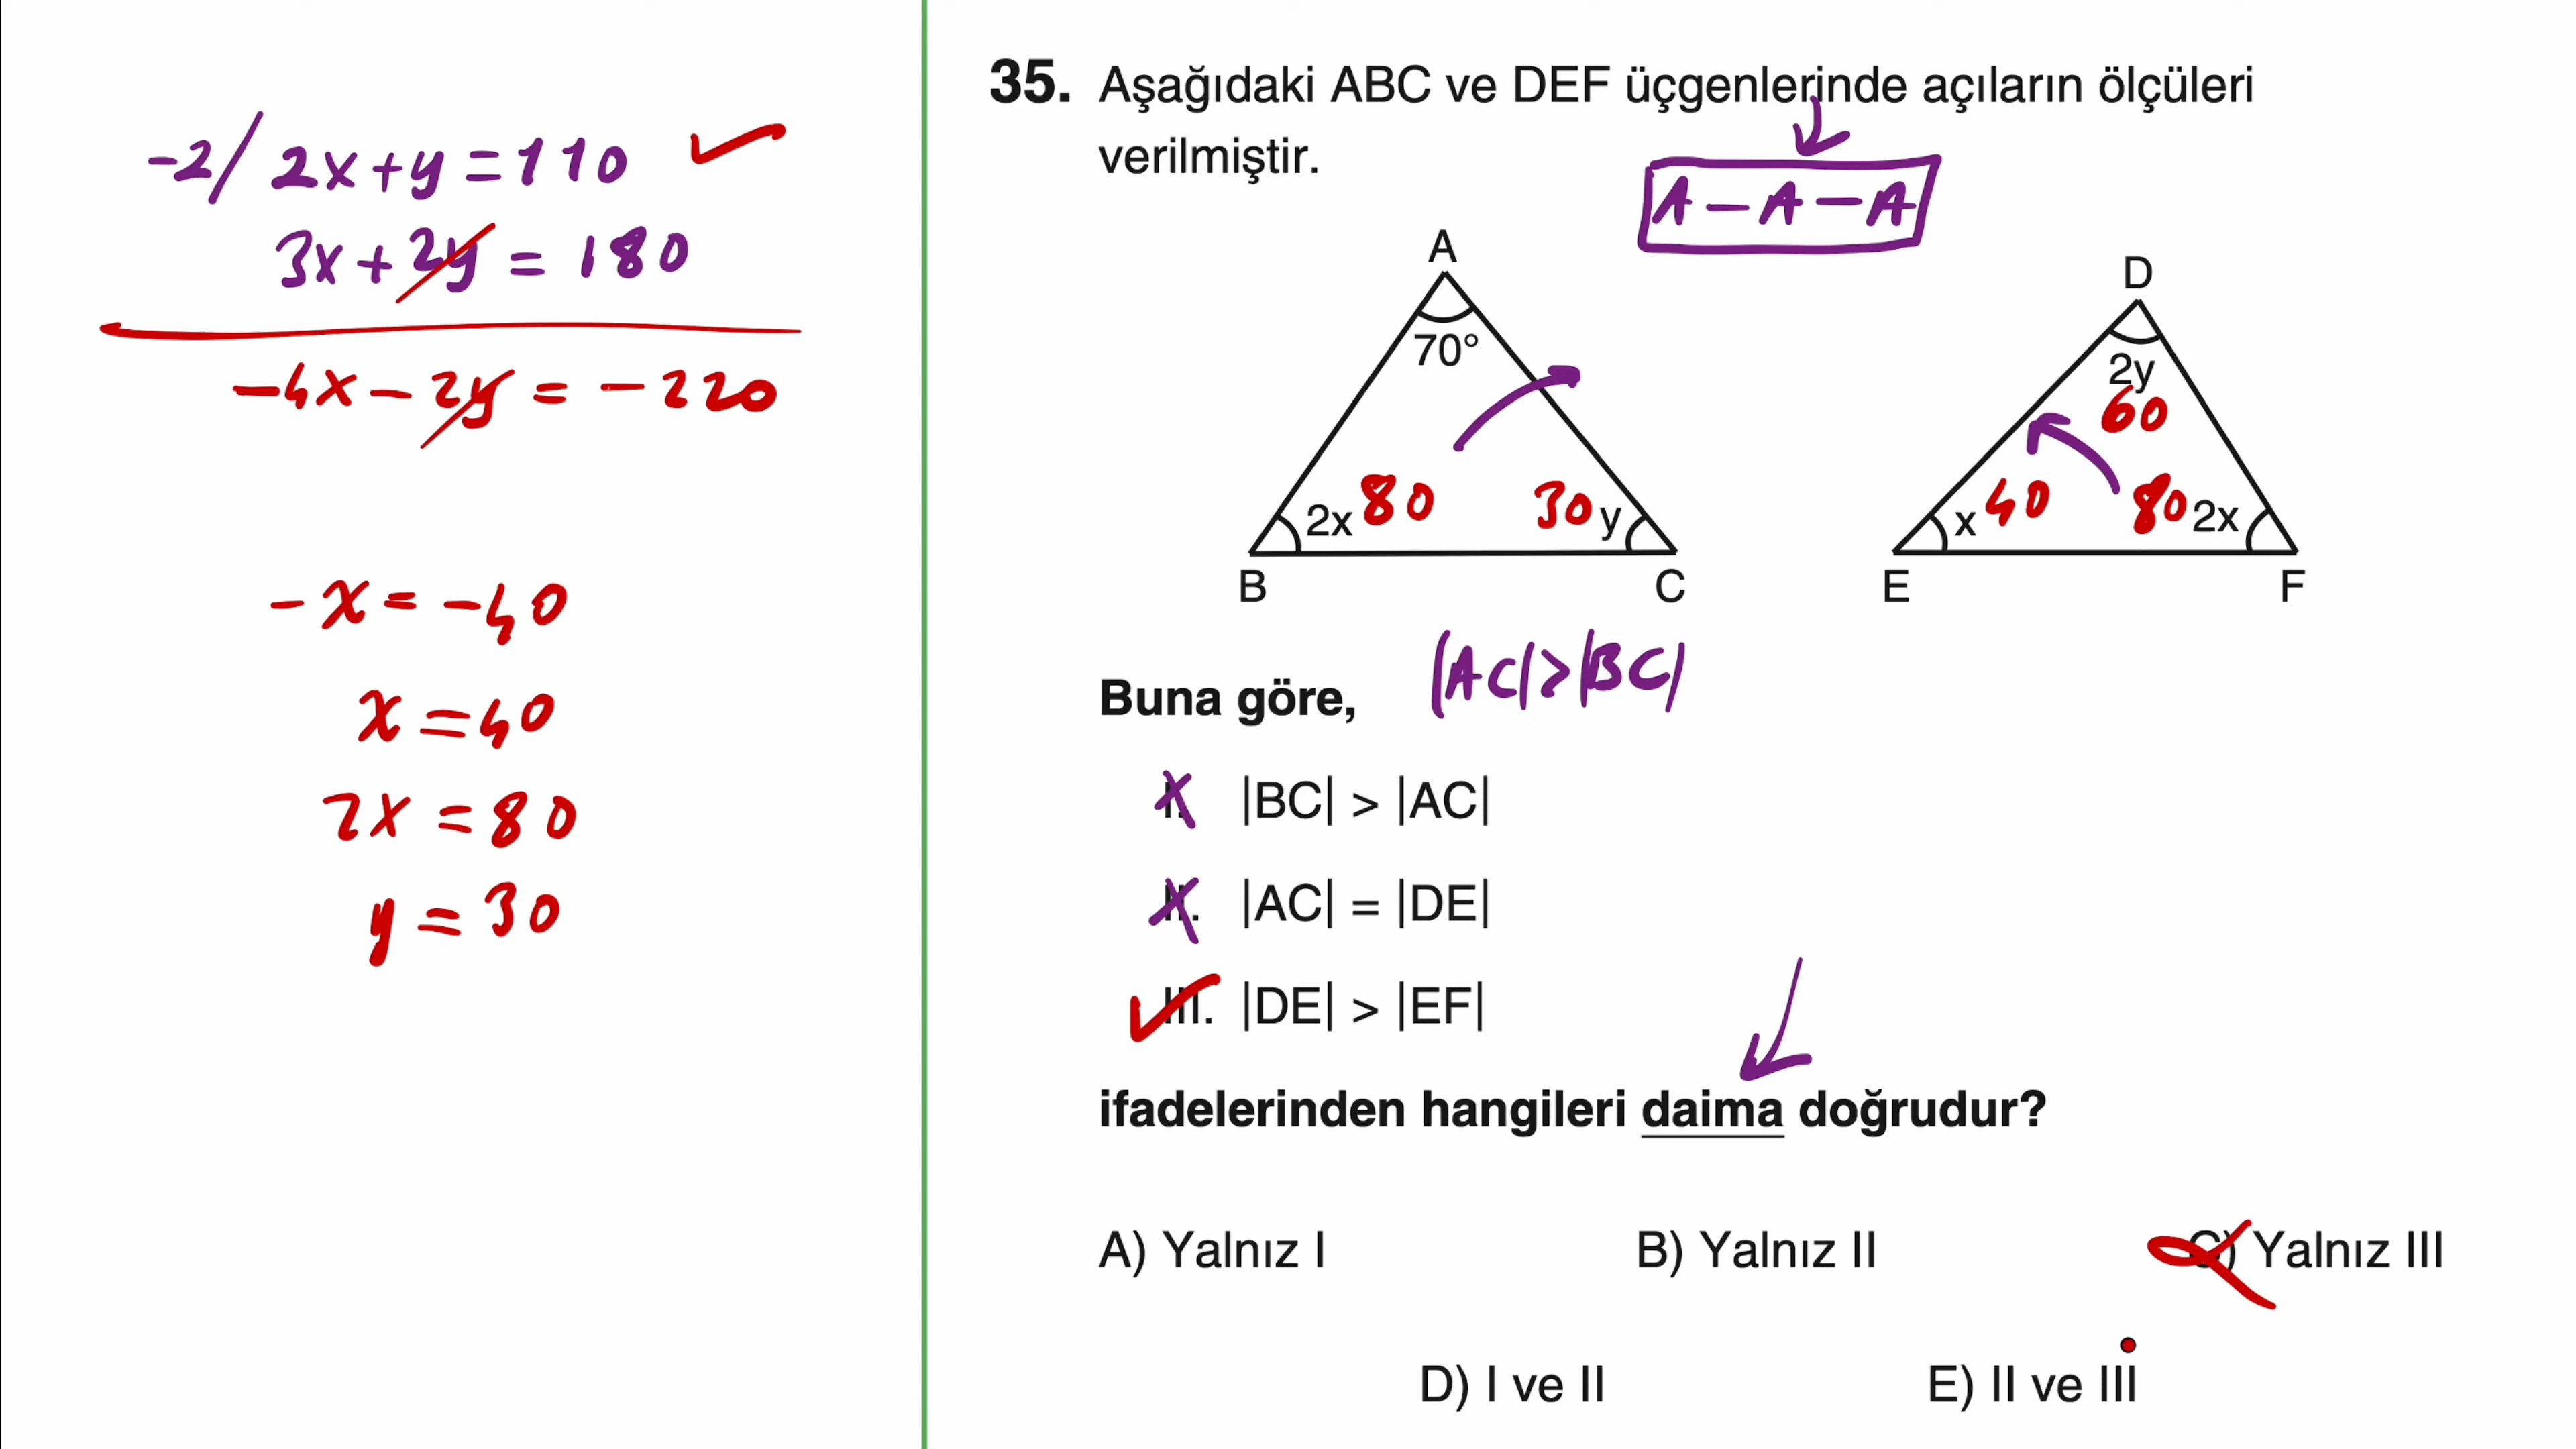 -2/ 2x+y=110 ✓
3x+2y=180
-4x-2y=-220
-x=-40
x=40
2x=80
y=30
35. Aşağıdaki ABC ve DEF üçgenlerinde açıların ölçüleri
verilmiştir.
A-A-A
A
70°
2x 80
30 y
B
C
D
2y
60
x 40
80 2x
E
F
|AC|>|BC|
Buna göre,
I. |BC| > |AC|
II. |AC| = |DE|
III. |DE| > |EF|
ifadelerinden hangileri daima doğrudur?
A) Yalnız I
B) Yalnız II
C) Yalnız III
D) I ve II
E) II ve III